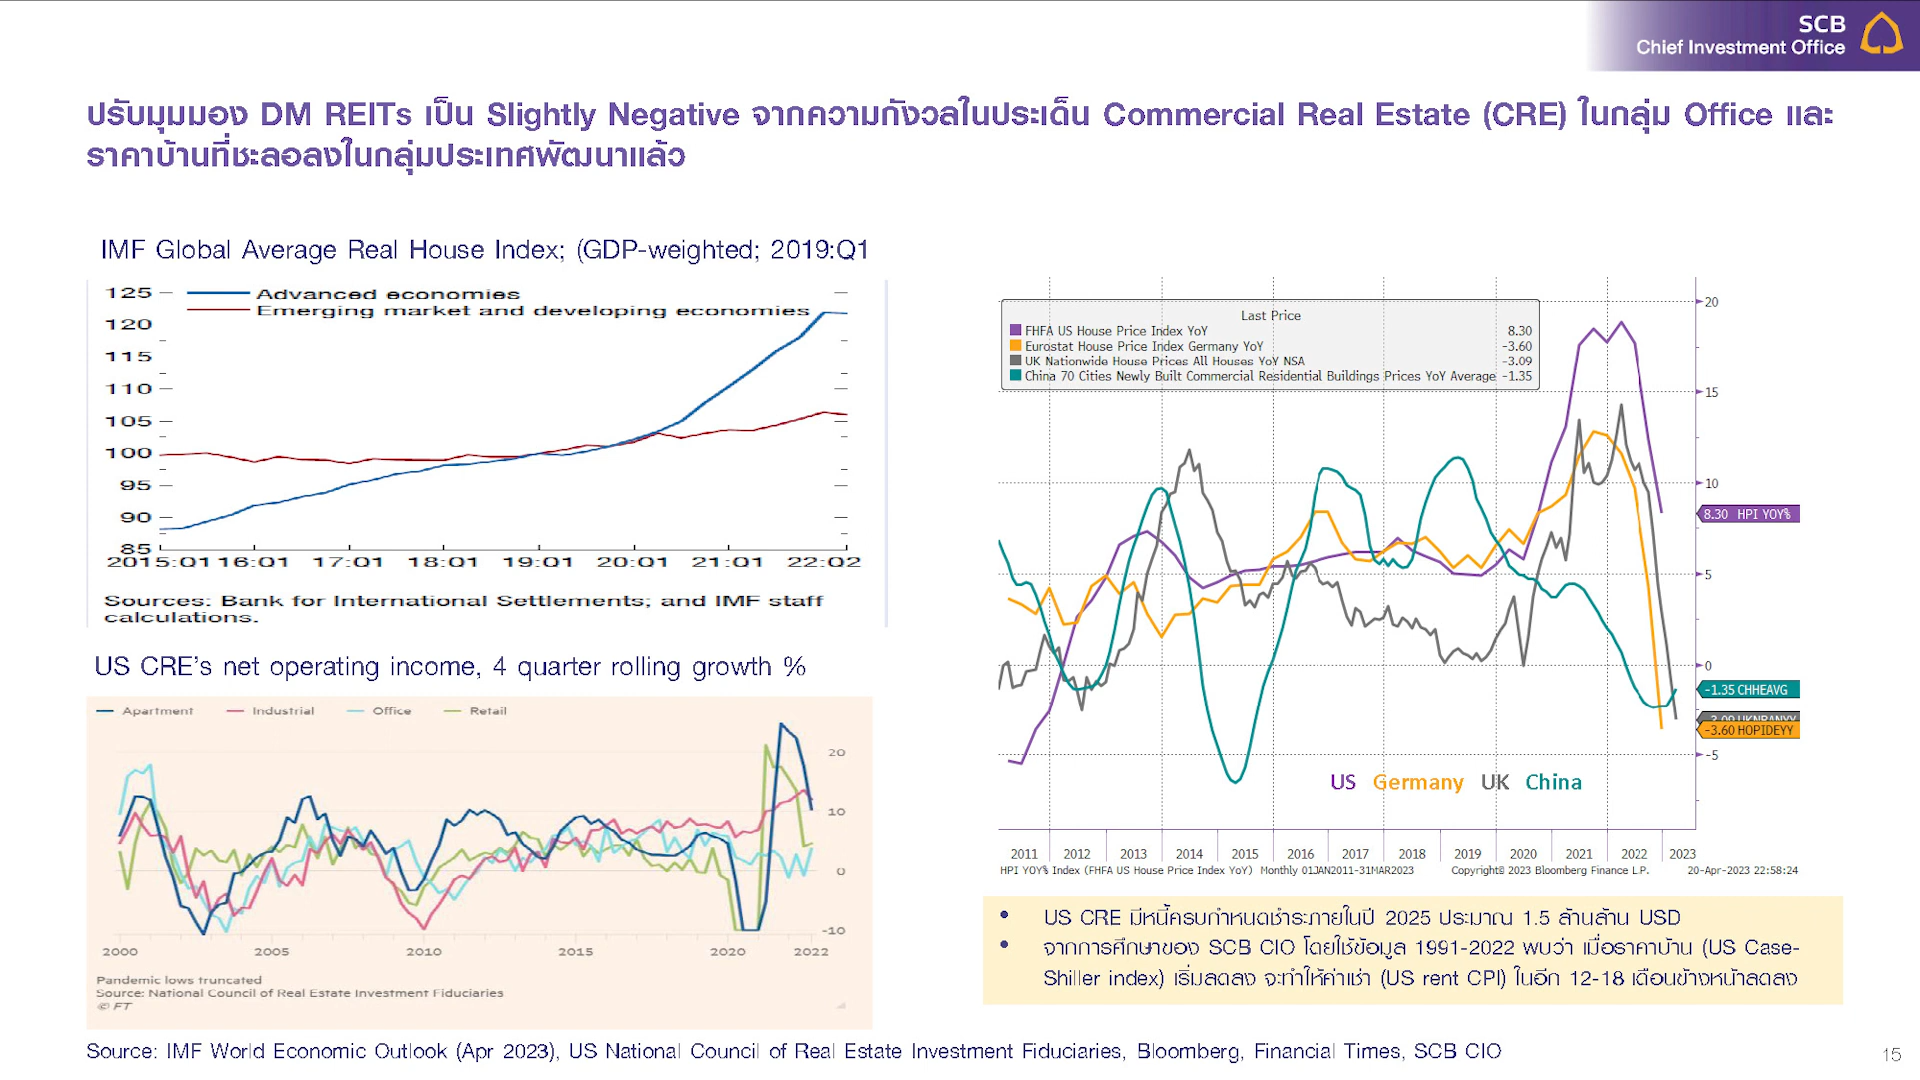 SCB
Chief Investment Office
ปรับมุมมอง DM REITs เป็น Slightly Negative จากความกังวลในประเด็น Commercial Real Estate (CRE) ในกลุ่ม Office และ
ราคาบ้านที่ชะลอลงในกลุ่มประเทศพัฒนาแล้ว
IMF Global Average Real House Index; (GDP-weighted; 2019:Q1
125
Advanced economies
Emerging market and developing economies
120
115
110
105
100
95
90
85
2015:01 16:01 17:01 18:01 19:01 20:01 21:01 22:02
Sources: Bank for International Settlements; and IMF staff
calculations.
US CRE's net operating income, 4 quarter rolling growth %
Apartment Industrial Office Retail
20
10
0
-10
2000 2005 2010 2015 2020 2022
Pandemic lows truncated
Source: National Council of Real Estate Investment Fiduciaries
© FT
Last Price
FHFA US House Price Index YoY 8.30
Eurostat House Price Index Germany YoY -3.60
UK Nationwide House Prices All Houses YoY NSA -3.09
China 70 Cities Newly Built Commercial Residential Buildings Prices YoY Average -1.35
20
15
10
8.30 HPI YOY%
5
0
-1.35 CHHEAVG
-3.09 UKNBANYY
-3.60 HOPIDEYY
-5
US Germany UK China
2011 2012 2013 2014 2015 2016 2017 2018 2019 2020 2021 2022 2023
HPI YOY% Index (FHFA US House Price Index YoY) Monthly 01JAN2011-31MAR2023 Copyright© 2023 Bloomberg Finance L.P. 20-Apr-2023 22:58:24
• US CRE มีหนี้ครบกำหนดชำระภายในปี 2025 ประมาณ 1.5 ล้านล้าน USD
• จากการศึกษาของ SCB CIO โดยใช้ข้อมูล 1991-2022 พบว่า เมื่อราคาบ้าน (US Case-
Shiller index) เริ่มลดลง จะทำให้ค่าเช่า (US rent CPI) ในอีก 12-18 เดือนข้างหน้าลดลง
Source: IMF World Economic Outlook (Apr 2023), US National Council of Real Estate Investment Fiduciaries, Bloomberg, Financial Times, SCB CIO
15